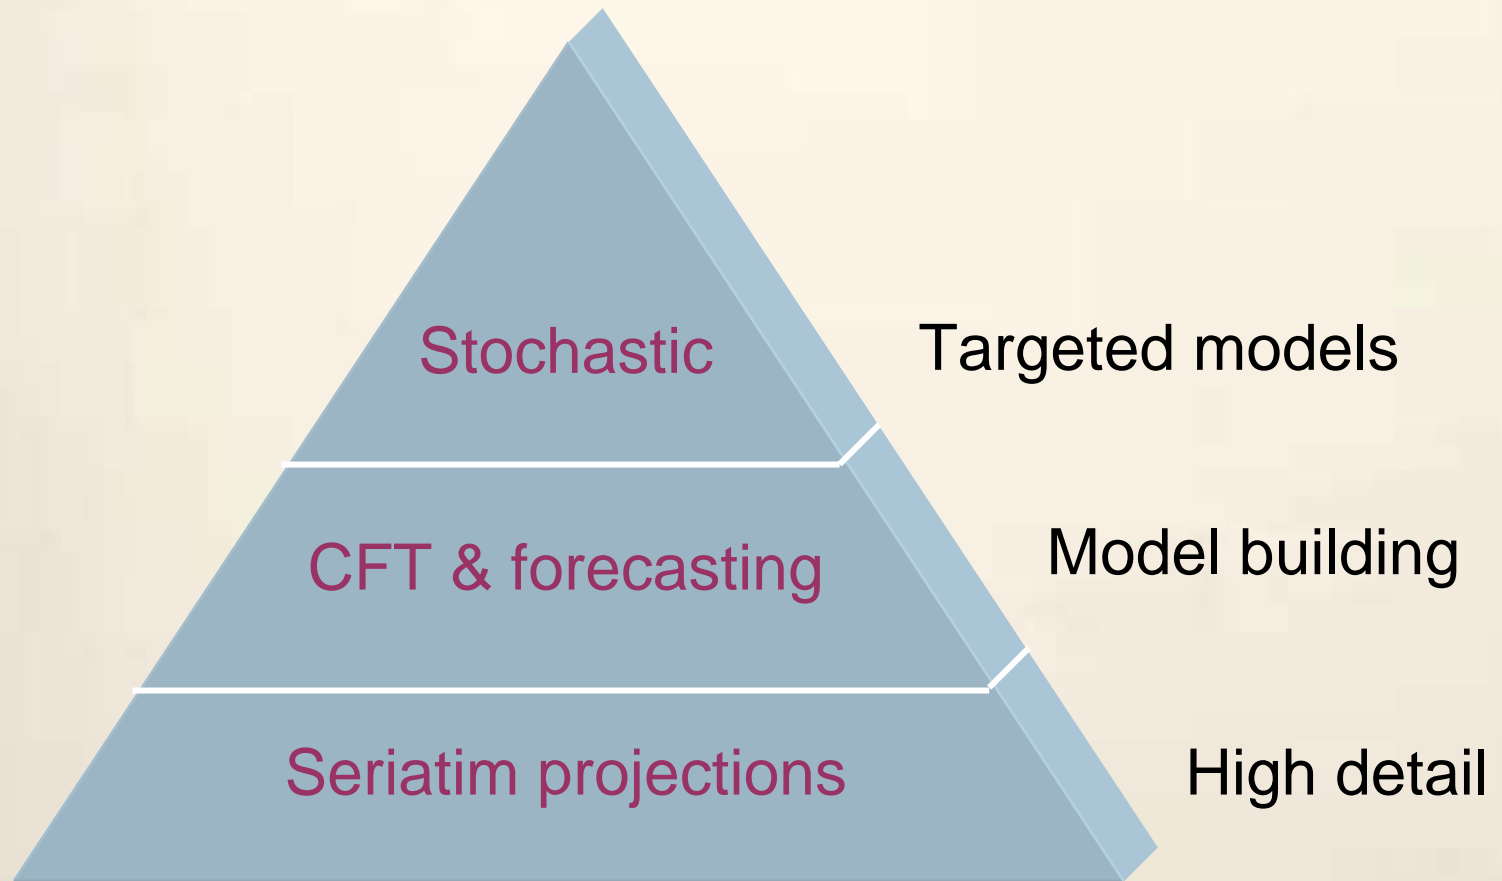 Stochastic
Targeted models
CFT & forecasting
Model building
Seriatim projections
High detail